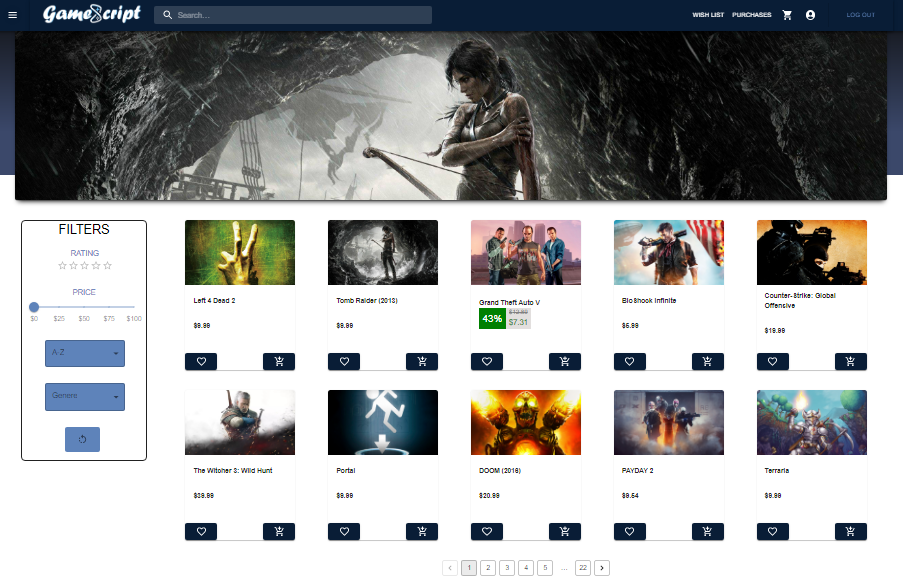 GameScript
Search...
WISH LIST
PURCHASES
LOG OUT
FILTERS
RATING
PRICE
$0 $25 $50 $75 $100
A-Z
Genere
Left 4 Dead 2
$9.99
Tomb Raider (2013)
$9.99
Grand Theft Auto V
43%
$12.89
$7.31
BioShock Infinite
$5.99
Counter-Strike: Global
Offensive
$19.99
The Witcher 3: Wild Hunt
$39.99
Portal
$9.99
DOOM (2016)
$20.99
PAYDAY 2
$9.54
Terraria
$9.99
‹ 1 2 3 4 5 ... 22 ›